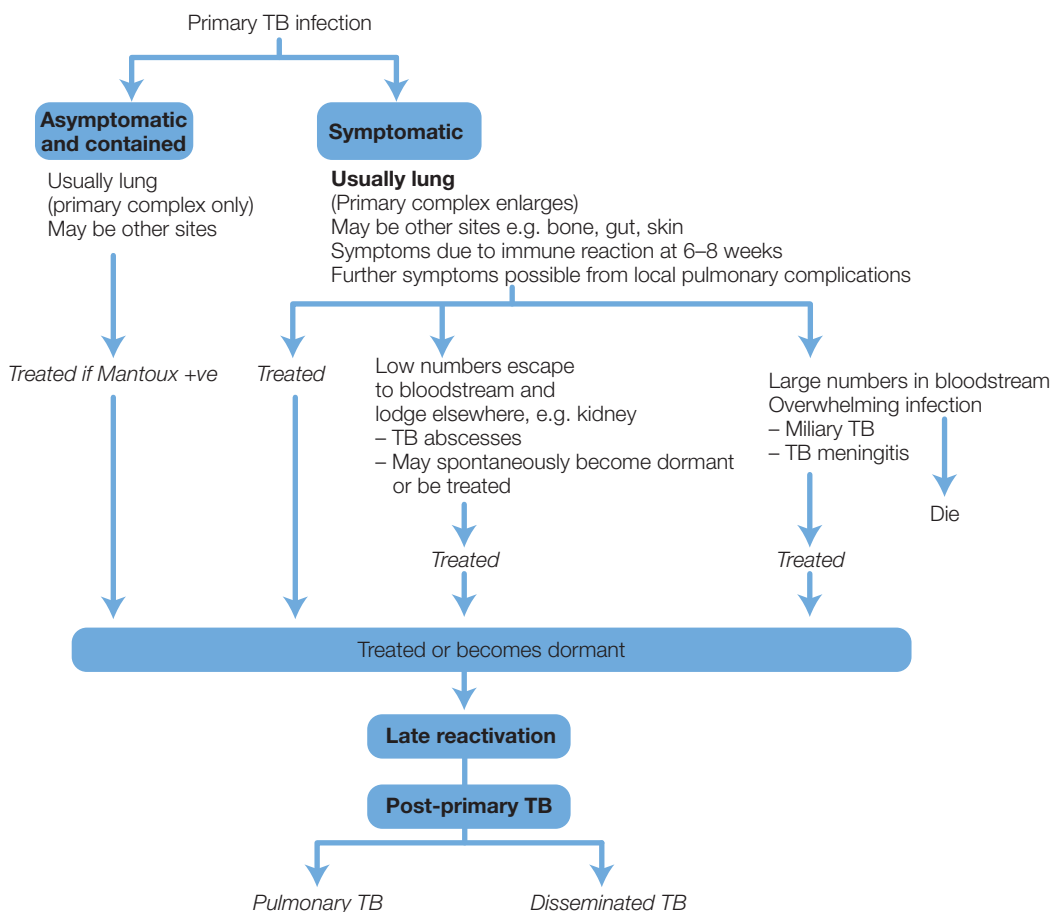 Primary TB infection
Asymptomatic
and contained
Symptomatic
Usually lung
(primary complex only)
May be other sites
Usually lung
(Primary complex enlarges)
May be other sites e.g. bone, gut, skin
Symptoms due to immune reaction at 6–8 weeks
Further symptoms possible from local pulmonary complications
Treated if Mantoux +ve
Treated
Low numbers escape
to bloodstream and
lodge elsewhere, e.g. kidney
– TB abscesses
– May spontaneously become dormant
or be treated
Large numbers in bloodstream
Overwhelming infection
– Miliary TB
– TB meningitis
Die
Treated
Treated
Treated or becomes dormant
Late reactivation
Post-primary TB
Pulmonary TB
Disseminated TB